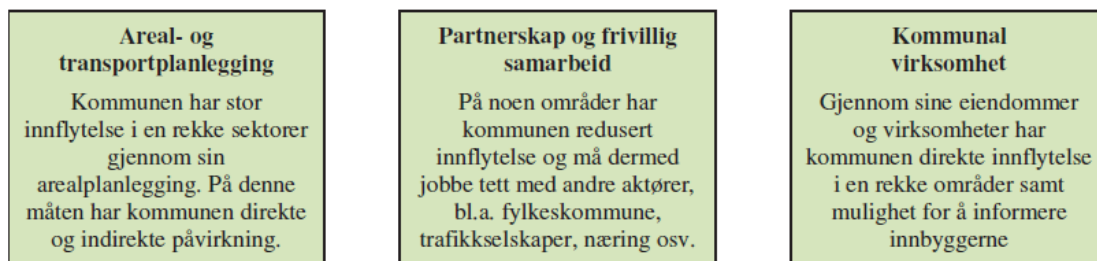 Areal- og
transportplanlegging
Kommunen har stor
innflytelse i en rekke sektorer
gjennom sin
arealplanlegging. På denne
måten har kommunen direkte
og indirekte påvirkning.
Partnerskap og frivillig
samarbeid
På noen områder har
kommunen redusert
innflytelse og må dermed
jobbe tett med andre aktører,
bl.a. fylkeskommune,
trafikkselskaper, næring osv.
Kommunal
virksomhet
Gjennom sine eiendommer
og virksomheter har
kommunen direkte innflytelse
i en rekke områder samt
mulighet for å informere
innbyggerne